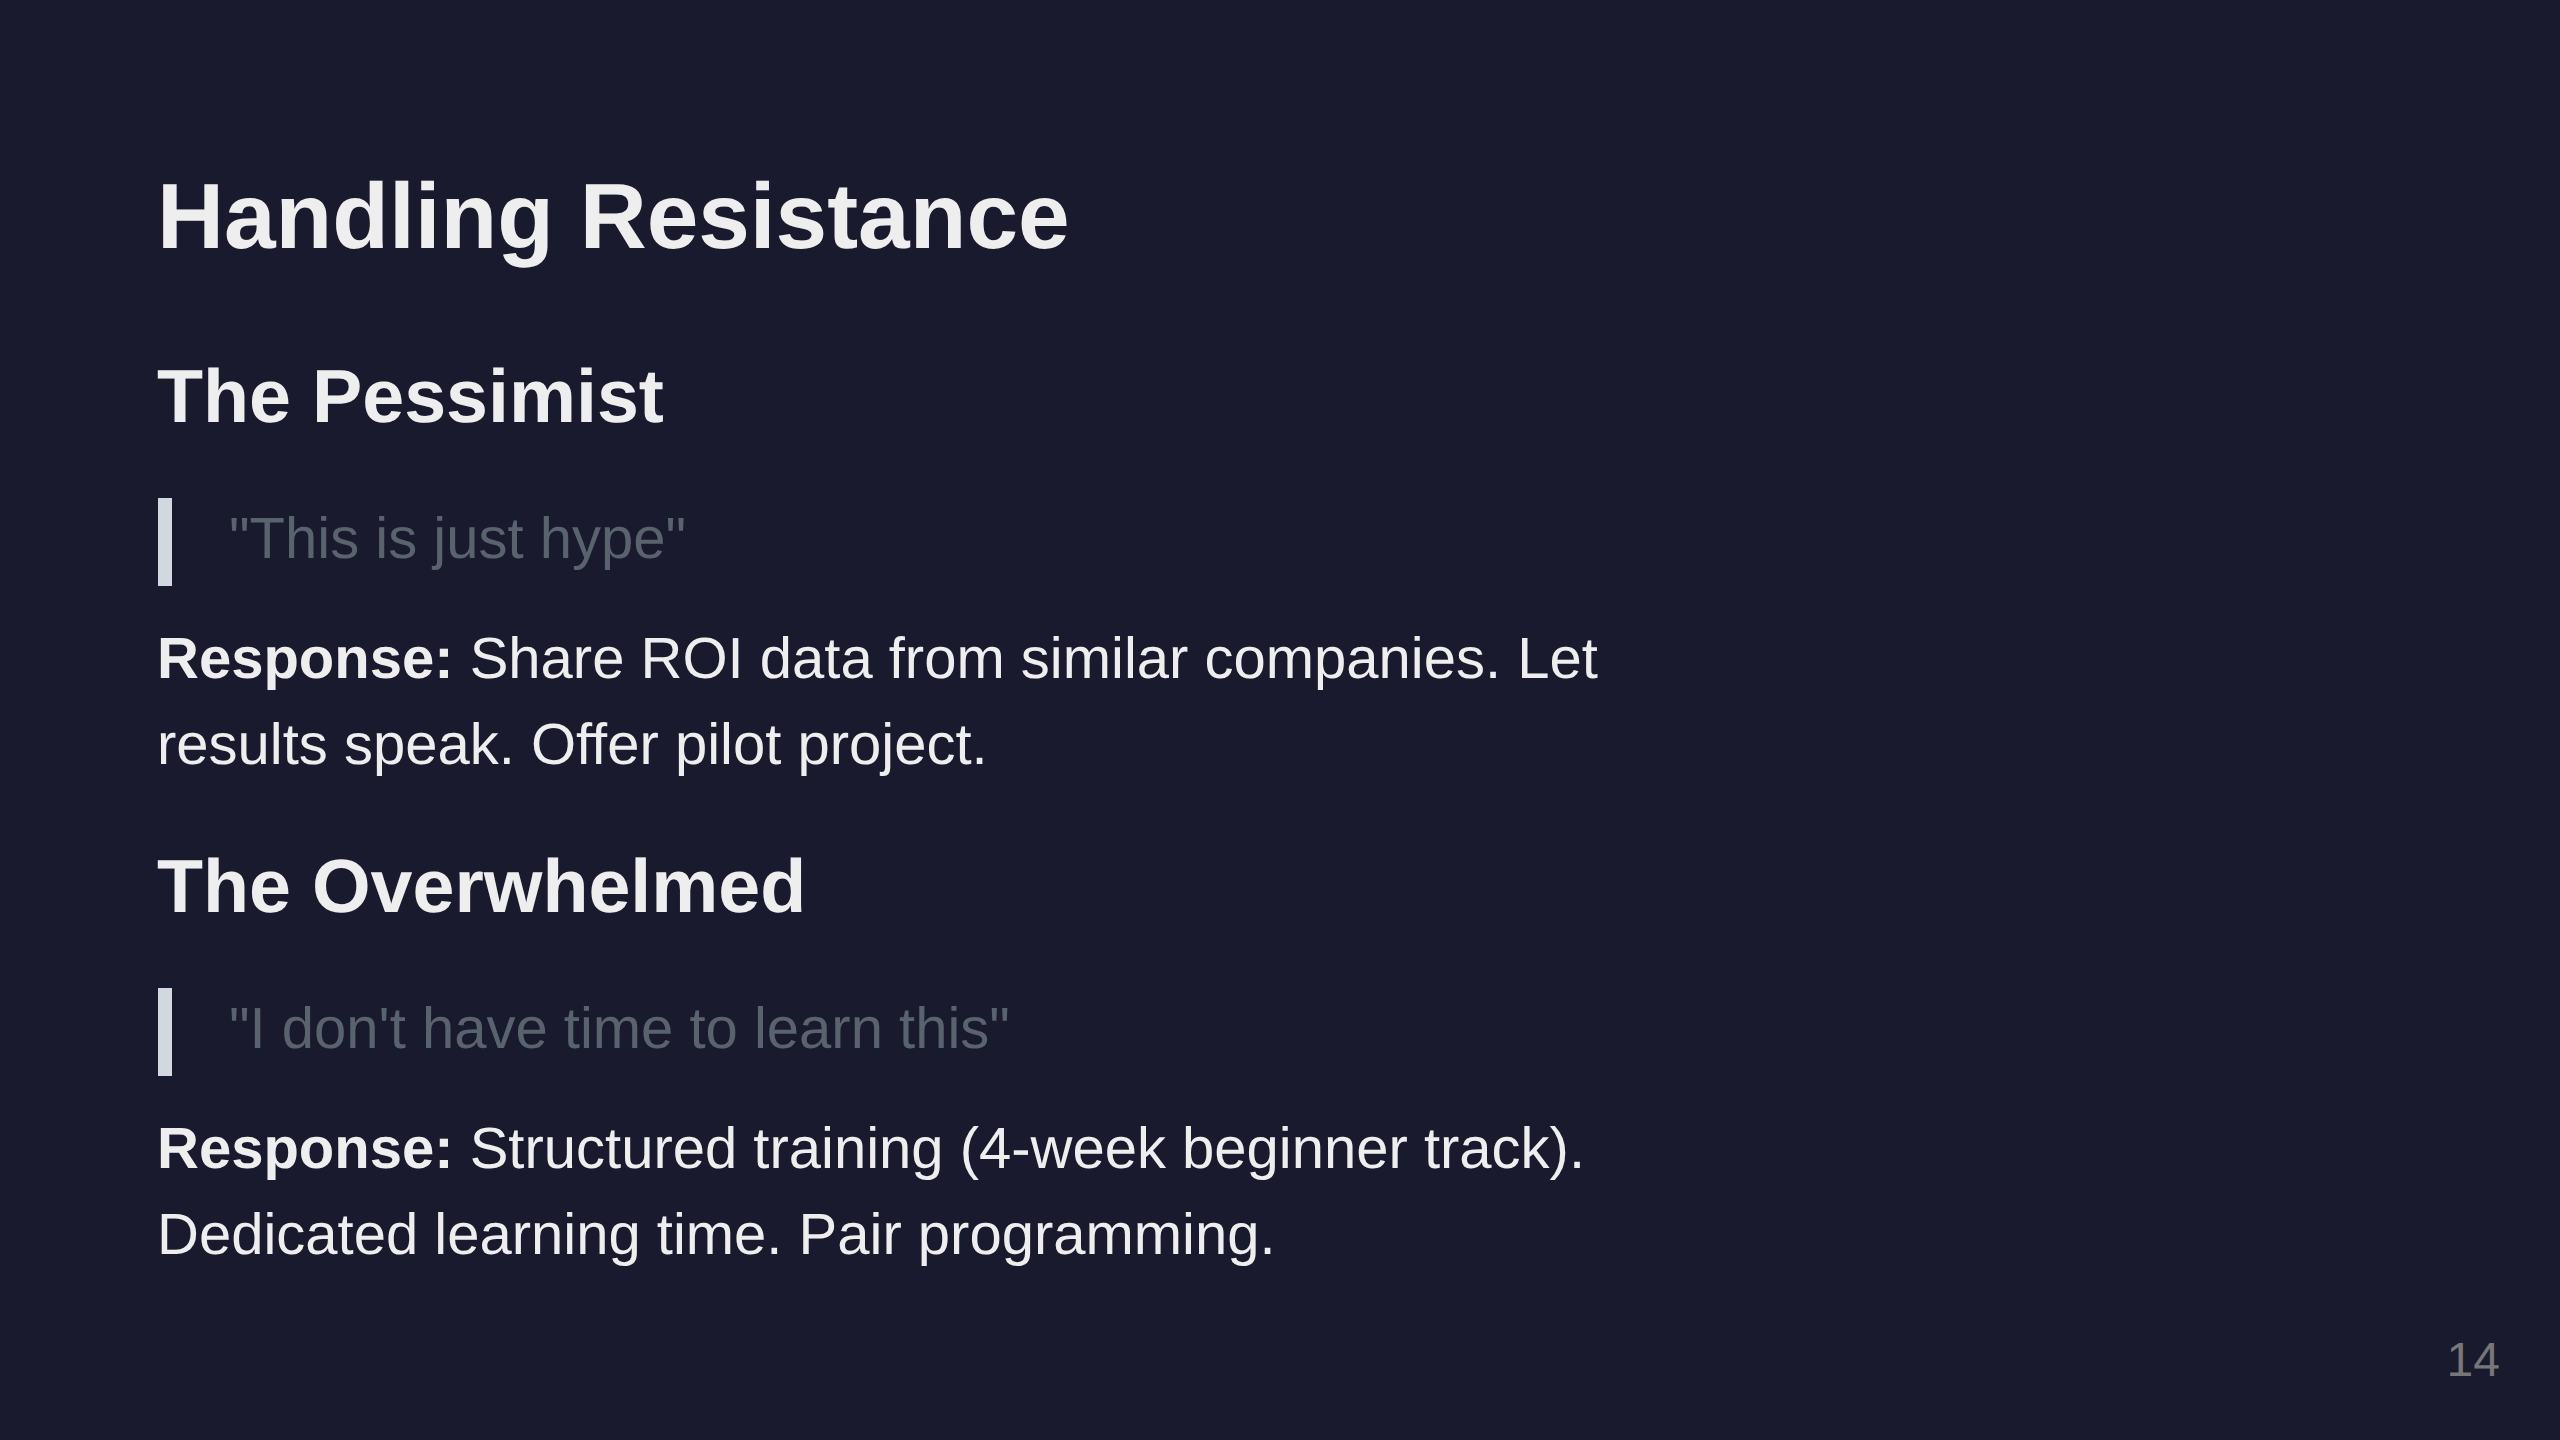 Handling Resistance
The Pessimist
"This is just hype"
Response: Share ROI data from similar companies. Let
results speak. Offer pilot project.
The Overwhelmed
"I don't have time to learn this"
Response: Structured training (4-week beginner track).
Dedicated learning time. Pair programming.
14